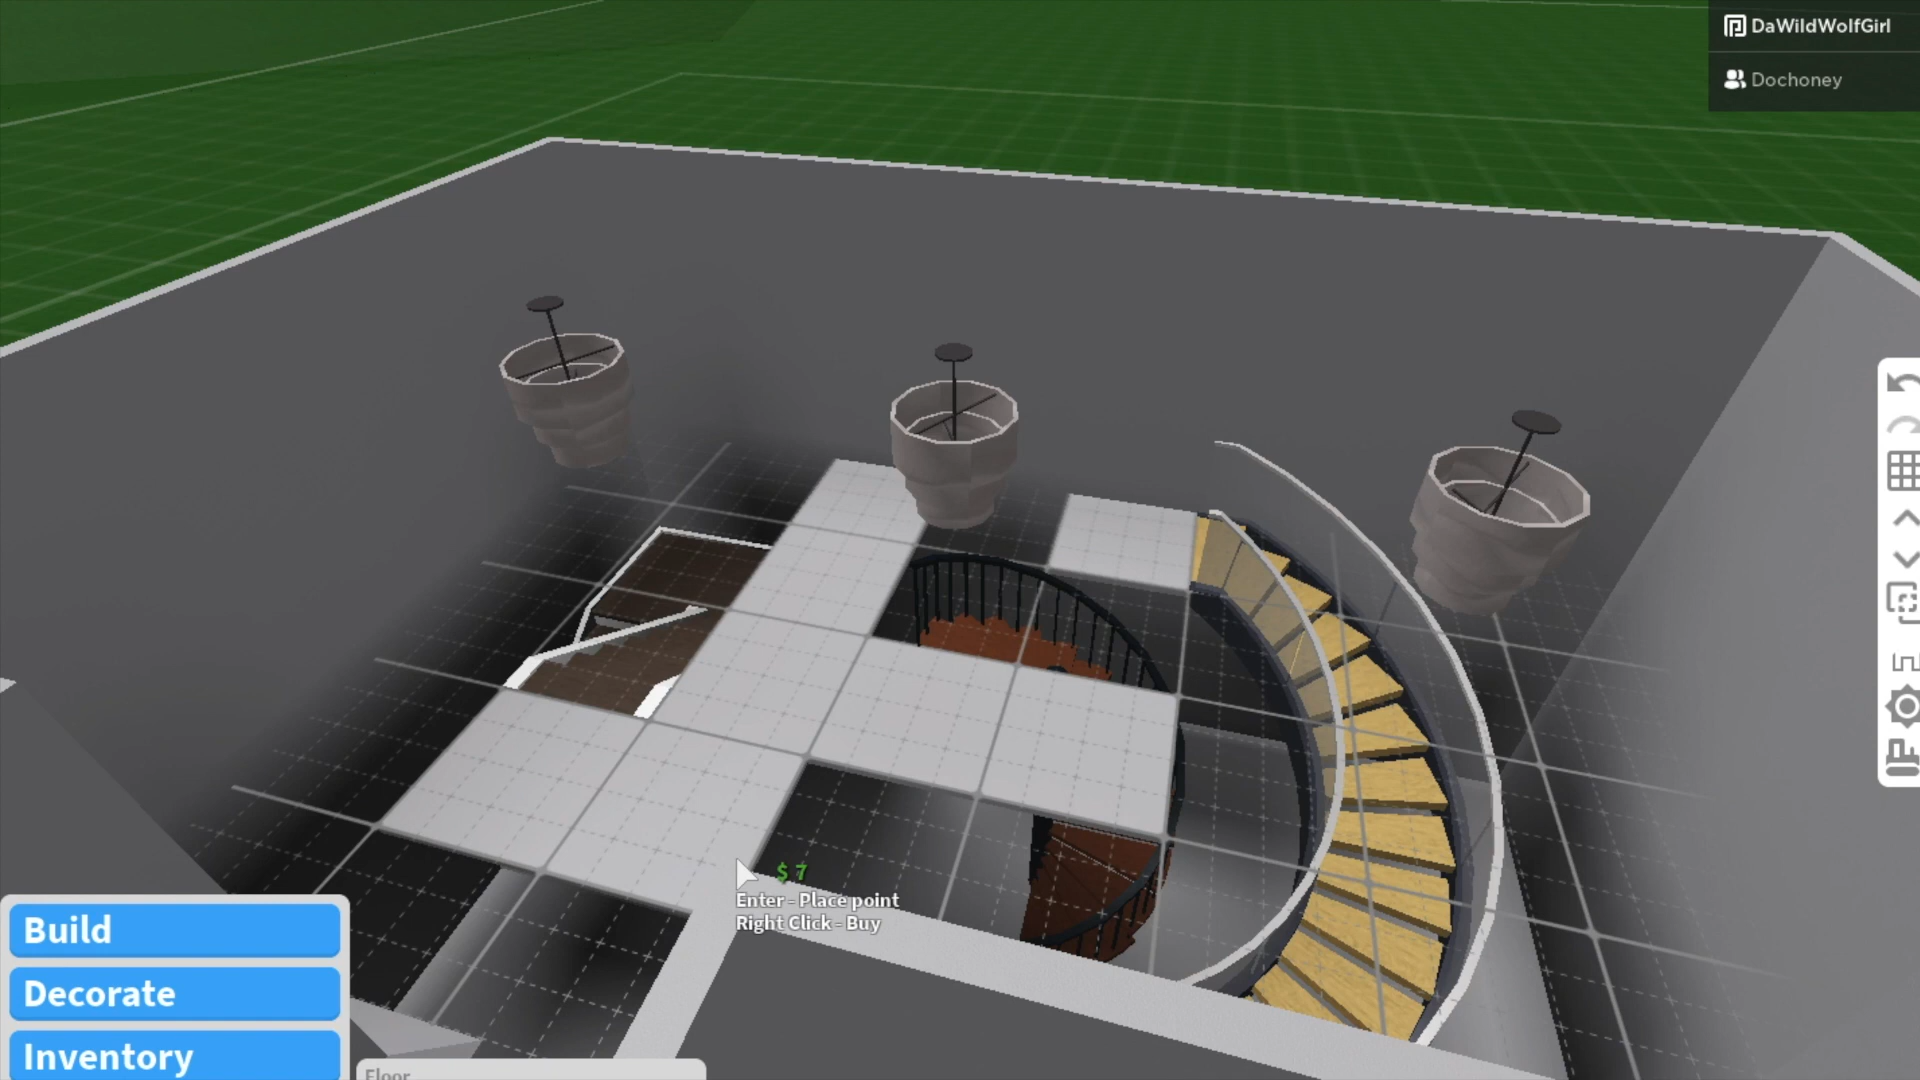 DaWildWolfGirl
Dochoney
$ 7
Enter - Place point
Right Click - Buy
Build
Decorate
Inventory
Floor